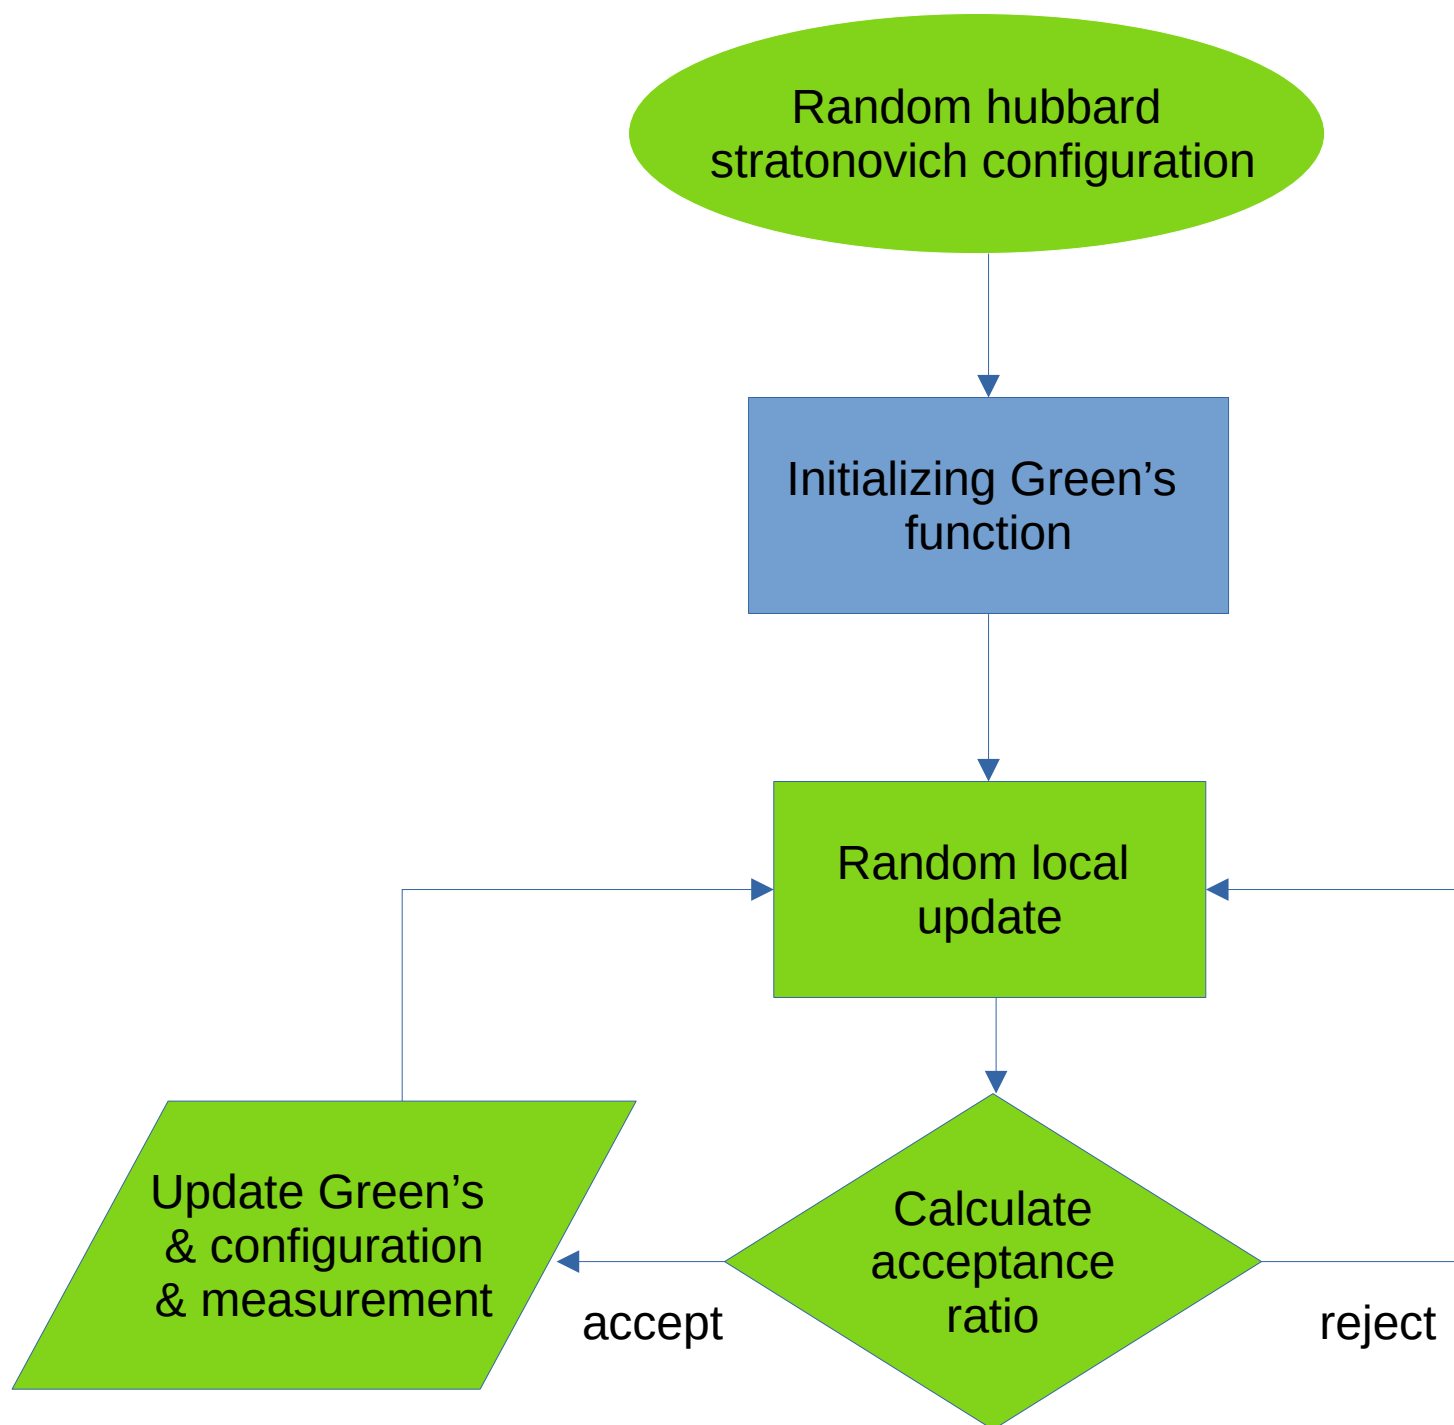 Random hubbard
stratonovich configuration
Initializing Green’s
function
Random local
update
Update Green’s
& configuration
& measurement
accept
Calculate
acceptance
ratio
reject